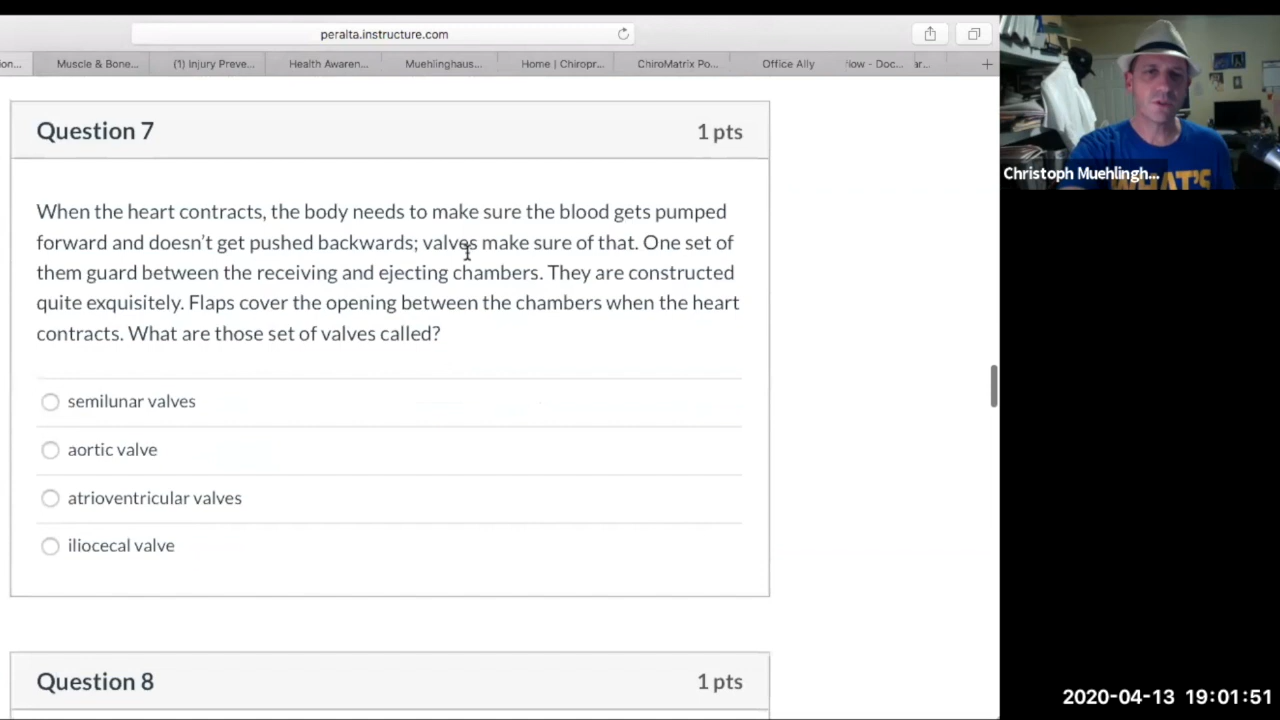 peralta.instructure.com
on... Muscle & Bone... (1) Injury Preve... Health Awaren... Muehlinghaus... Home | Chiropr... ChiroMatrix Po... Office Ally low - Doc... ar...
Christoph Muehlingh...
WHAT'S
Question 7 1 pts
When the heart contracts, the body needs to make sure the blood gets pumped
forward and doesn't get pushed backwards; valves make sure of that. One set of
them guard between the receiving and ejecting chambers. They are constructed
quite exquisitely. Flaps cover the opening between the chambers when the heart
contracts. What are those set of valves called?
semilunar valves
aortic valve
atrioventricular valves
iliocecal valve
Question 8 1 pts
2020-04-13 19:01:51